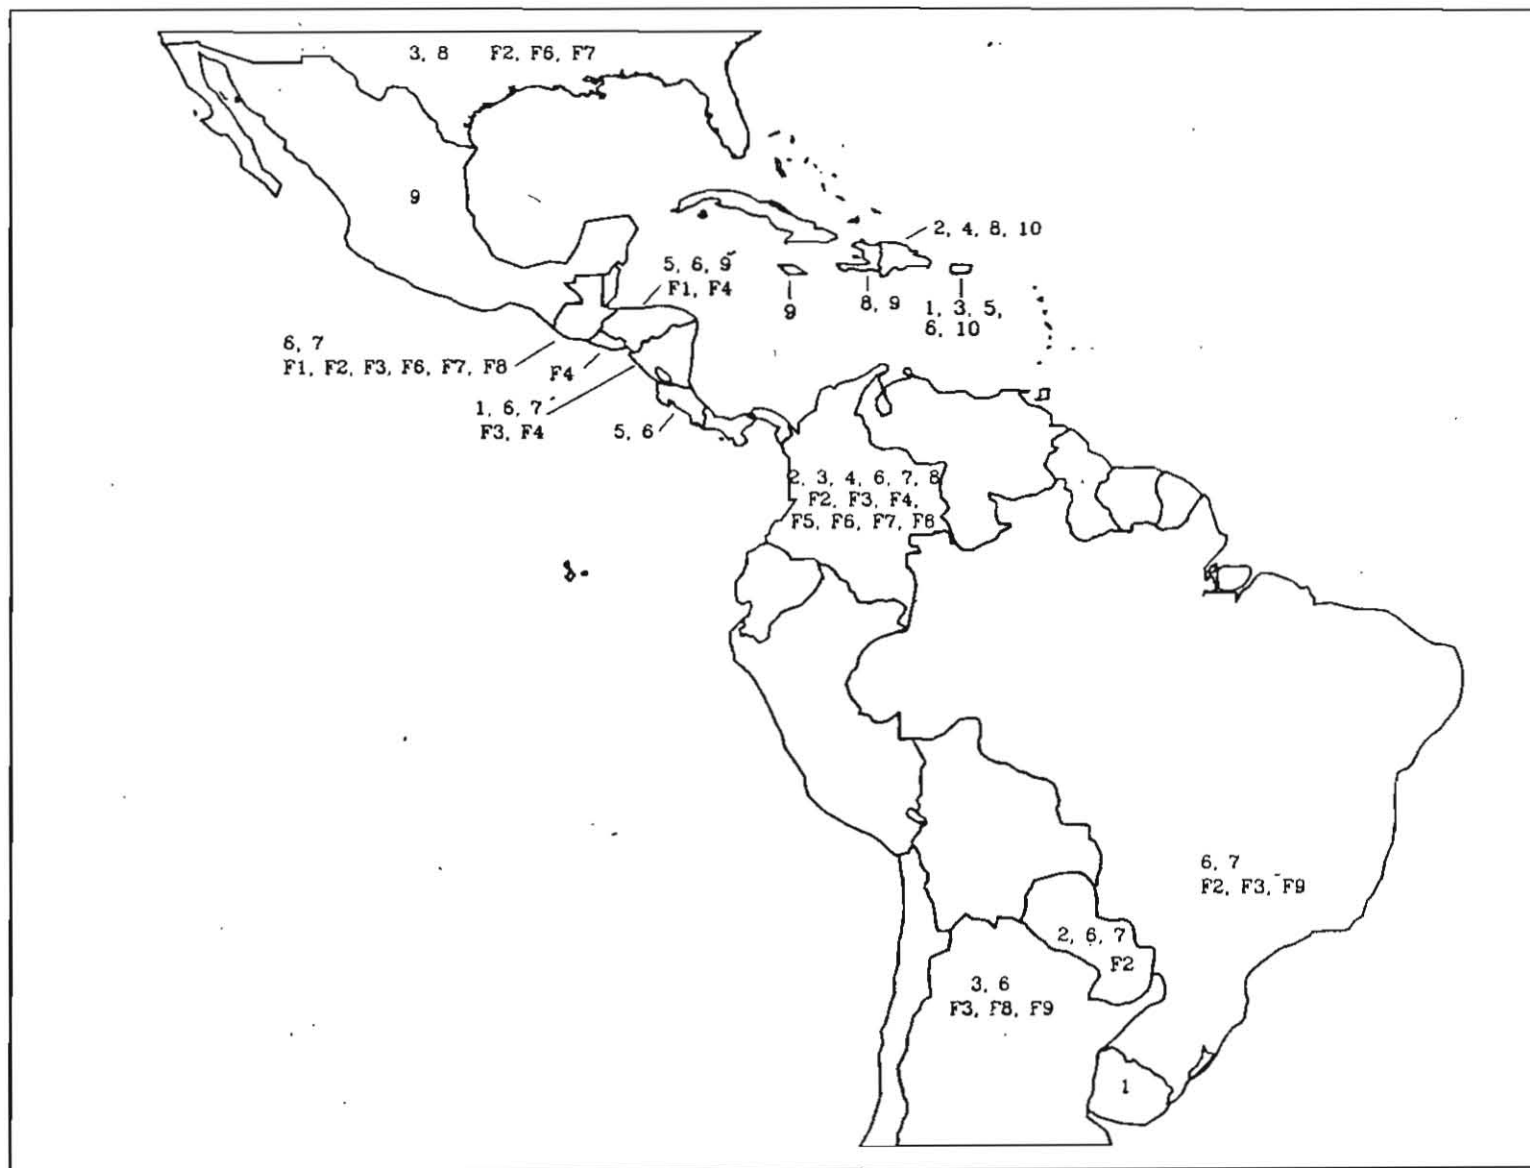 3, 8 F2, F6, F7
9
2, 4, 8, 10
5, 6, 9
F1, F4
9
8, 9
1, 3, 5,
6, 10
6, 7
F1, F2, F3, F6, F7, F8
F4
1, 6, 7
F3, F4
5, 6
2, 3, 4, 6, 7, 8
F2, F3, F4,
F5, F6, F7, F8
6, 7
F2, F3, F9
2, 6, 7
F2
3, 6
F3, F8, F9
1